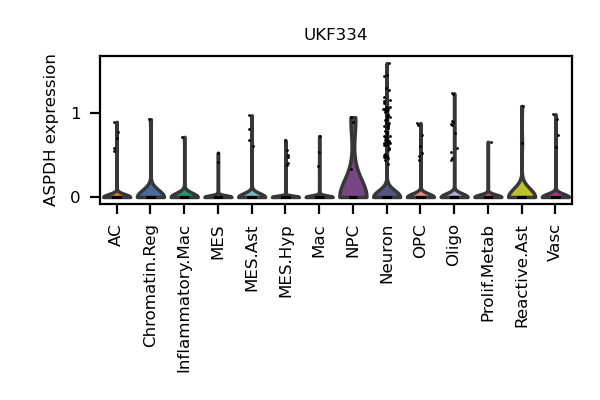 UKF334
ASPDH expression
1
0
AC
Chromatin.Reg
Inflammatory.Mac
MES
MES.Ast
MES.Hyp
Mac
NPC
Neuron
OPC
Oligo
Prolif.Metab
Reactive.Ast
Vasc